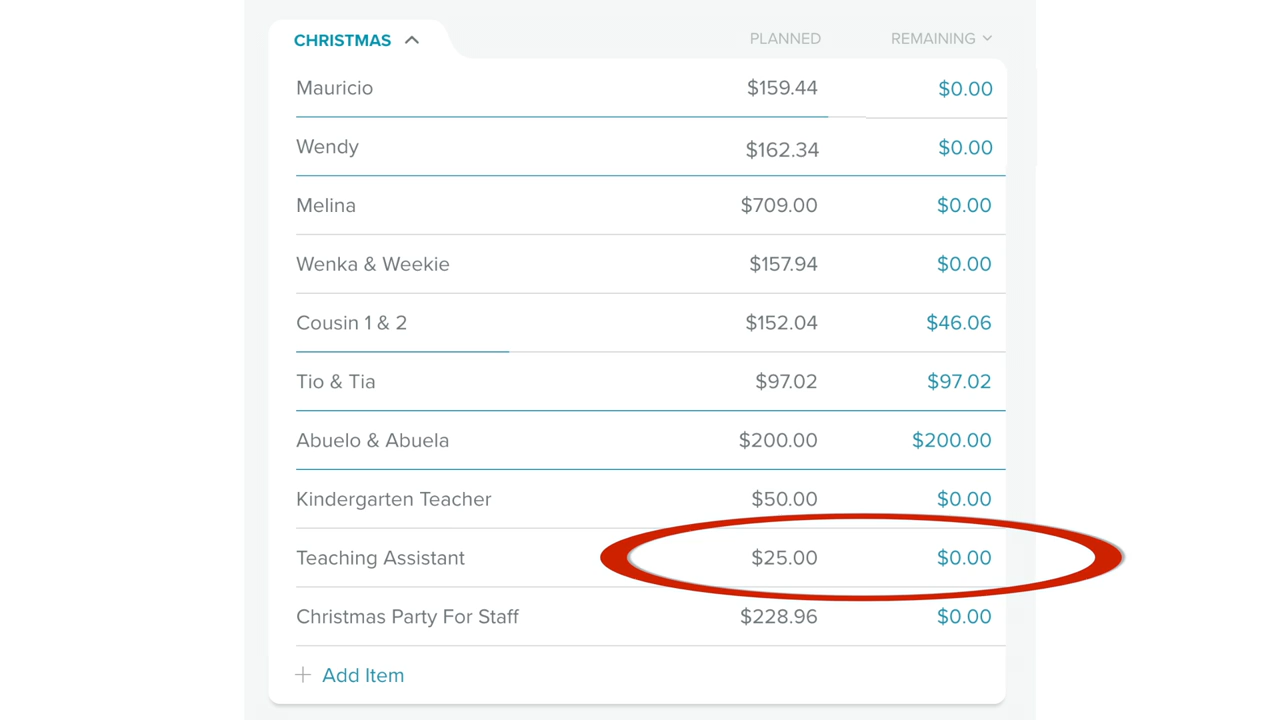 CHRISTMAS PLANNED REMAINING
Mauricio $159.44 $0.00
Wendy $162.34 $0.00
Melina $709.00 $0.00
Wenka & Weekie $157.94 $0.00
Cousin 1 & 2 $152.04 $46.06
Tio & Tia $97.02 $97.02
Abuelo & Abuela $200.00 $200.00
Kindergarten Teacher $50.00 $0.00
Teaching Assistant $25.00 $0.00
Christmas Party For Staff $228.96 $0.00
+ Add Item